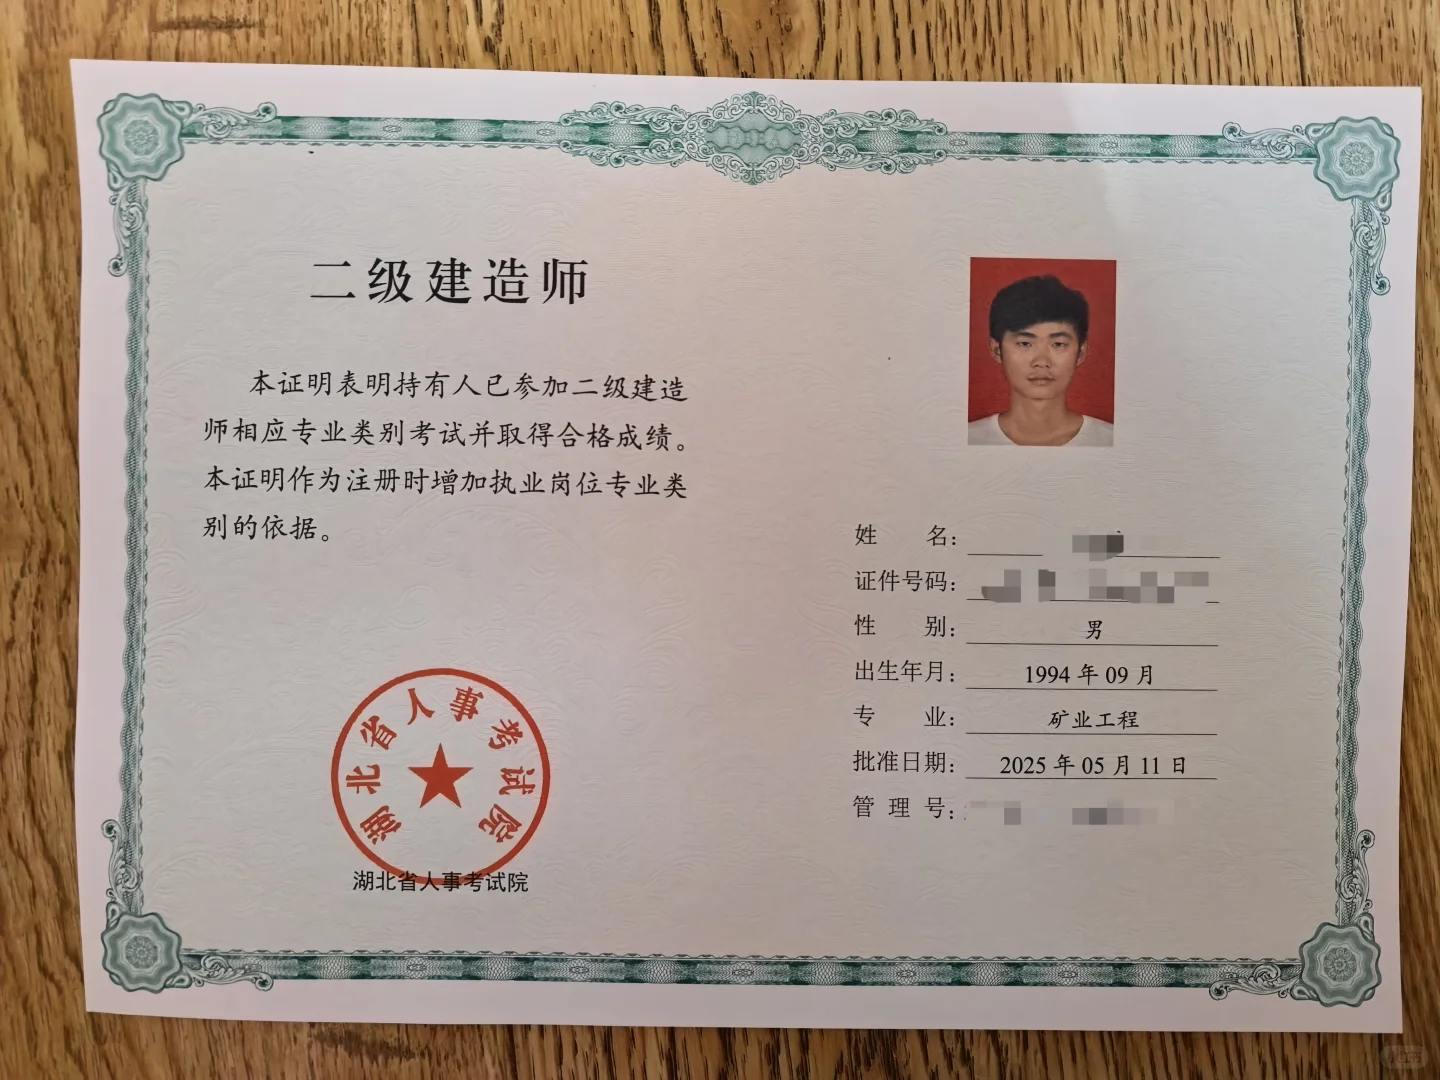 二级建造师
本证明表明持有人已参加二级建造
师相应专业类别考试并取得合格成绩。
本证明作为注册时增加执业岗位专业类
别的依据。
湖北省人事考试院
湖北省人事考试院
姓名：
证件号码：
性别：男
出生年月：1994 年 09 月
专业：矿业工程
批准日期：2025 年 05 月 11 日
管理号：